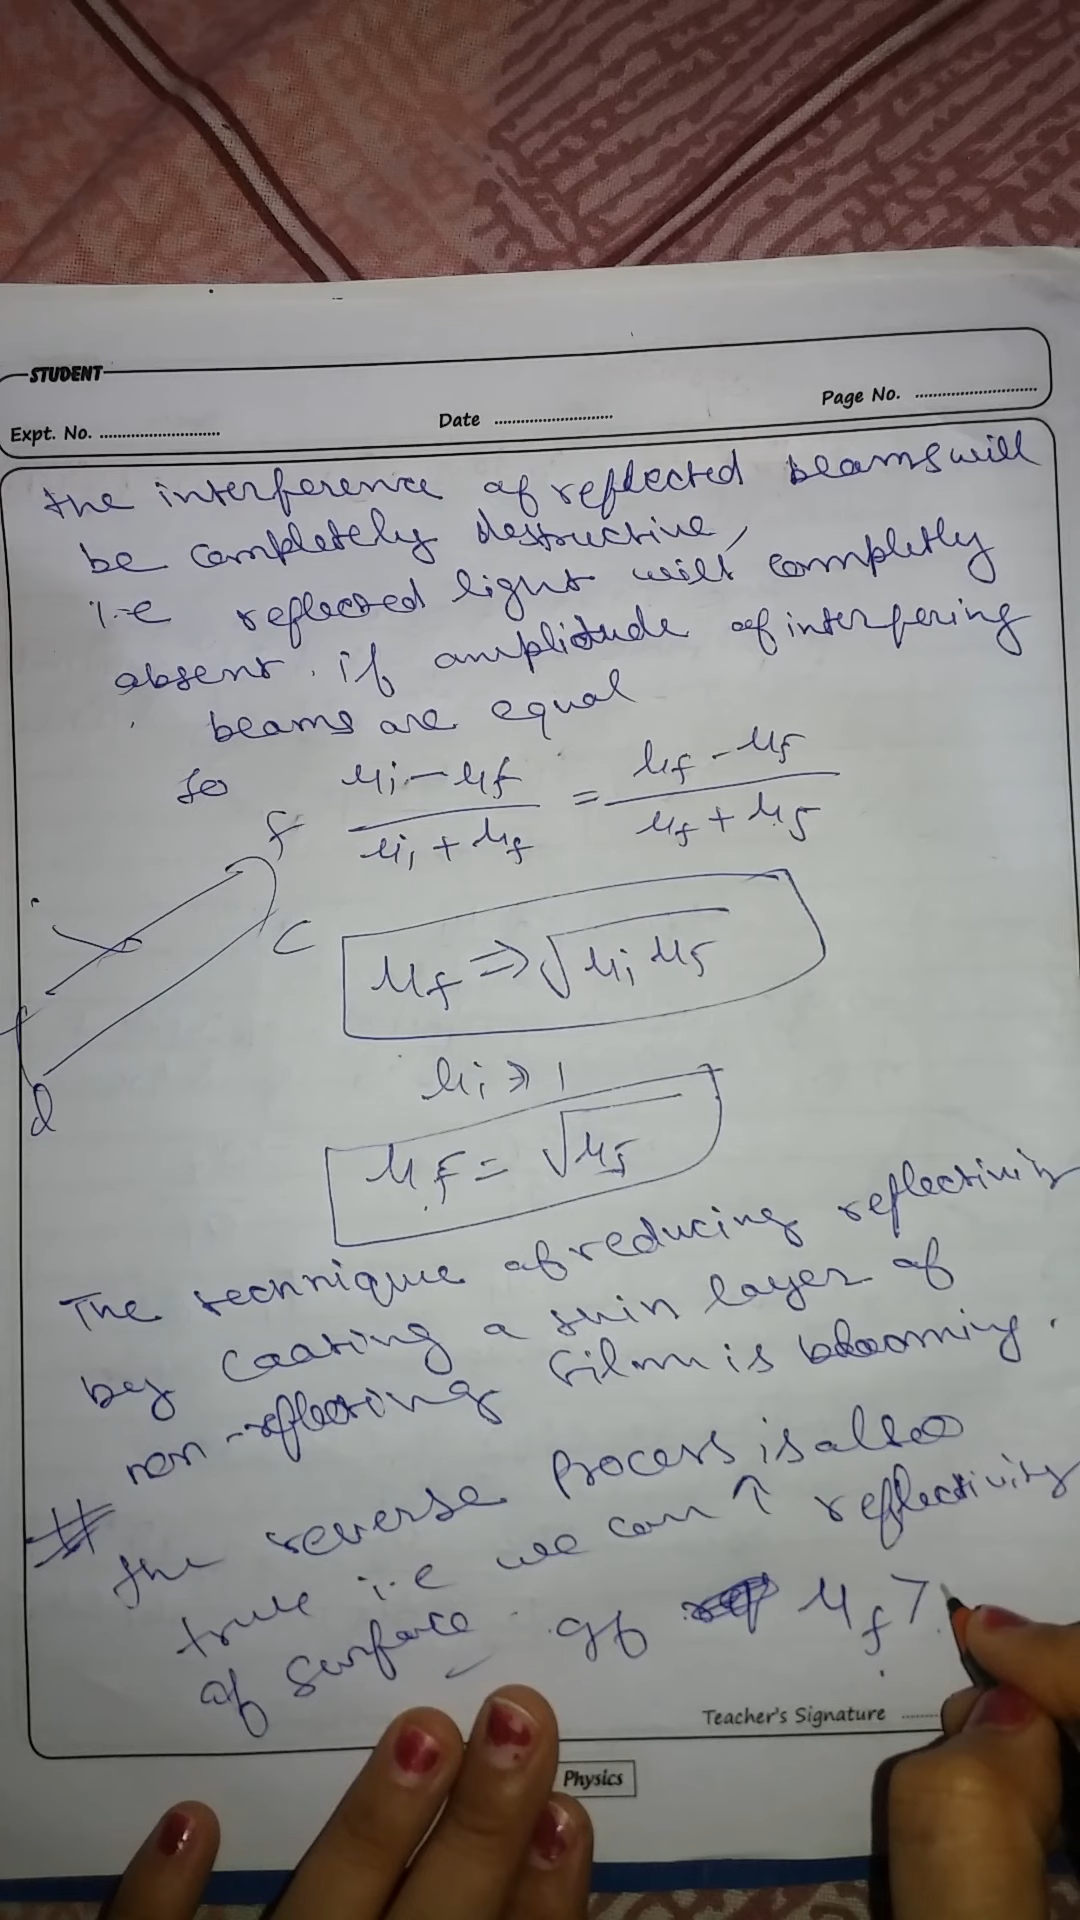 STUDENT
Expt. No. Date Page No.
the interference of reflected beams will
be completely destructive,
i.e reflected light will completly
absent. if amplitude of interfering
beams are equal
so μi - μf / μi + μf = μf - μs / μf + μs
f
c
μf ⇒ √μi μs
μi ⇒ 1
d
μf = √μs
The technique of reducing reflectivity
by coating a thin layer of
non-reflecting film is blooming.
# the reverse process is also
true i.e we can ↑ reflectivity
of surface. If μf >
Teacher's Signature
Physics